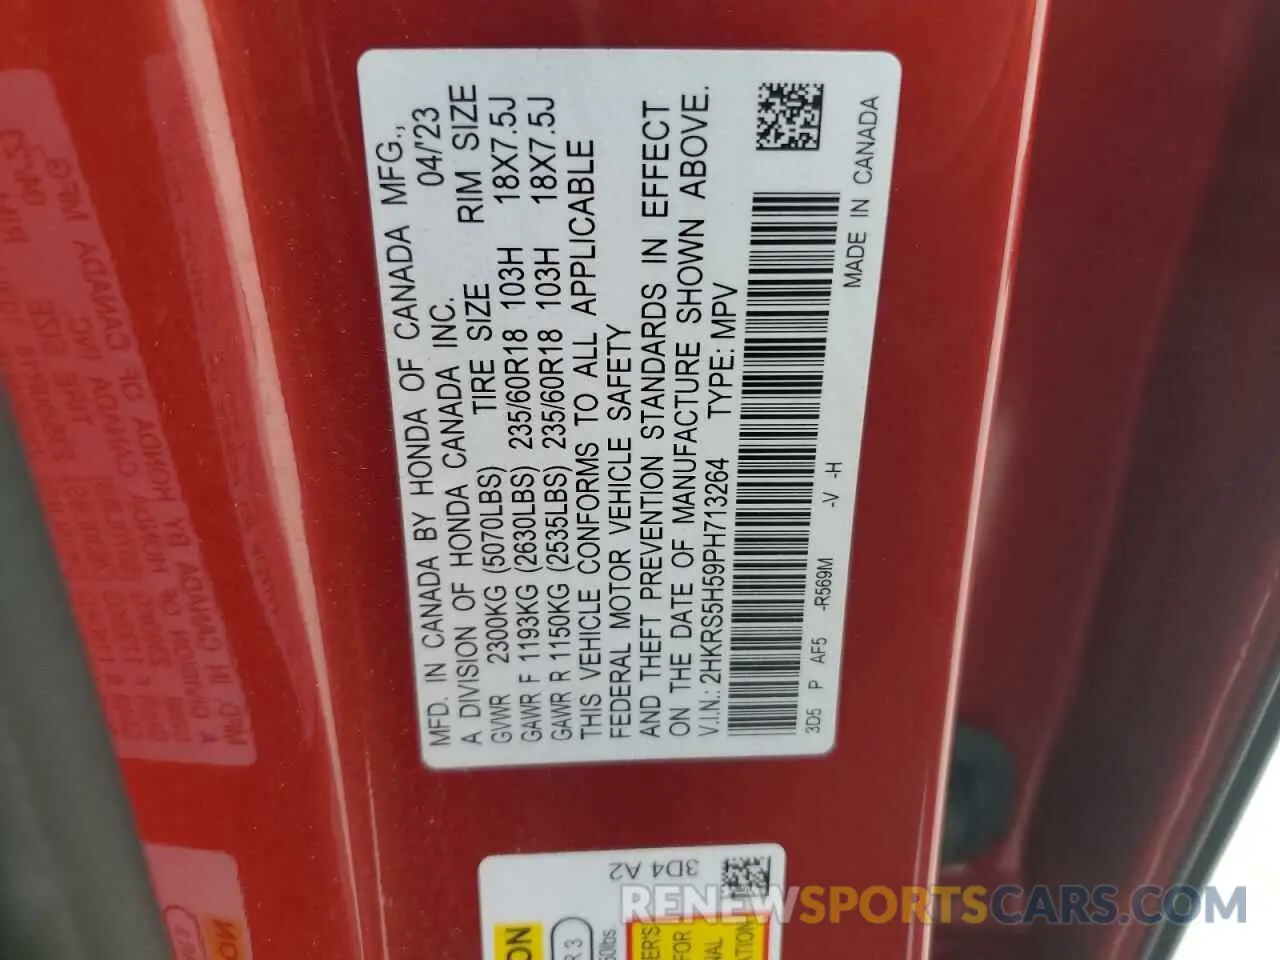 MFD. IN CANADA BY HONDA OF CANADA MFG.,
A DIVISION OF HONDA CANADA INC. 04/'23
GVWR 2300KG (5070LBS) TIRE SIZE RIM SIZE
GAWR F 1193KG (2630LBS) 235/60R18 103H 18X7.5J
GAWR R 1150KG (2535LBS) 235/60R18 103H 18X7.5J
THIS VEHICLE CONFORMS TO ALL APPLICABLE
FEDERAL MOTOR VEHICLE SAFETY
AND THEFT PREVENTION STANDARDS IN EFFECT
ON THE DATE OF MANUFACTURE SHOWN ABOVE.
V.I.N.: 2HKRS5H59PH713264 TYPE: MPV
3D5 P AF5 -R569M -V -H
MADE IN CANADA
3D4 A2
RENEWSPORTSCARS.COM